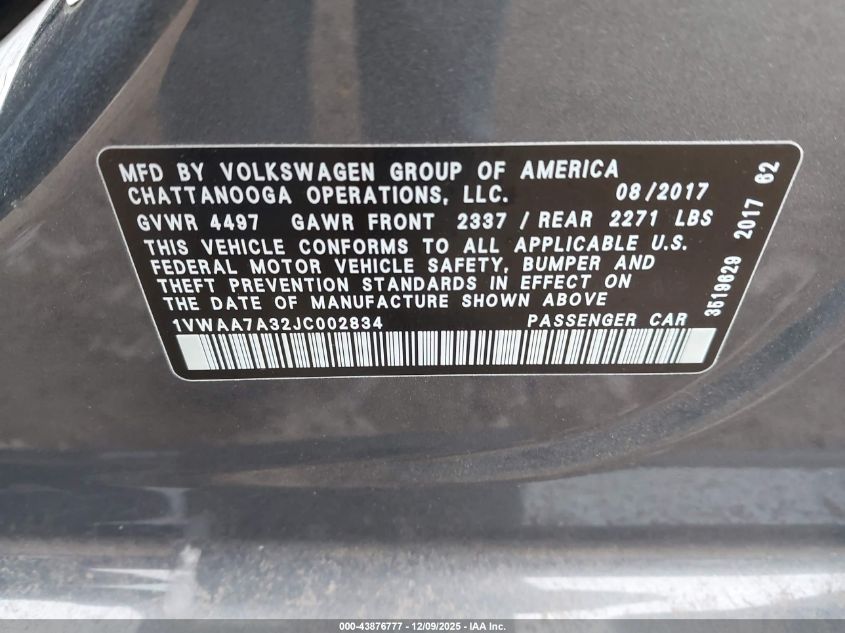 MFD BY VOLKSWAGEN GROUP OF AMERICA
CHATTANOOGA OPERATIONS, LLC. 08/2017
GVWR 4497 GAWR FRONT 2337 / REAR 2271 LBS
THIS VEHICLE CONFORMS TO ALL APPLICABLE U.S.
FEDERAL MOTOR VEHICLE SAFETY, BUMPER AND
THEFT PREVENTION STANDARDS IN EFFECT ON
THE DATE OF MANUFACTURE SHOWN ABOVE
1VWAA7A32JC002834 PASSENGER CAR
3519629 2017 62
000-43876777 - 12/09/2025 - IAA Inc.